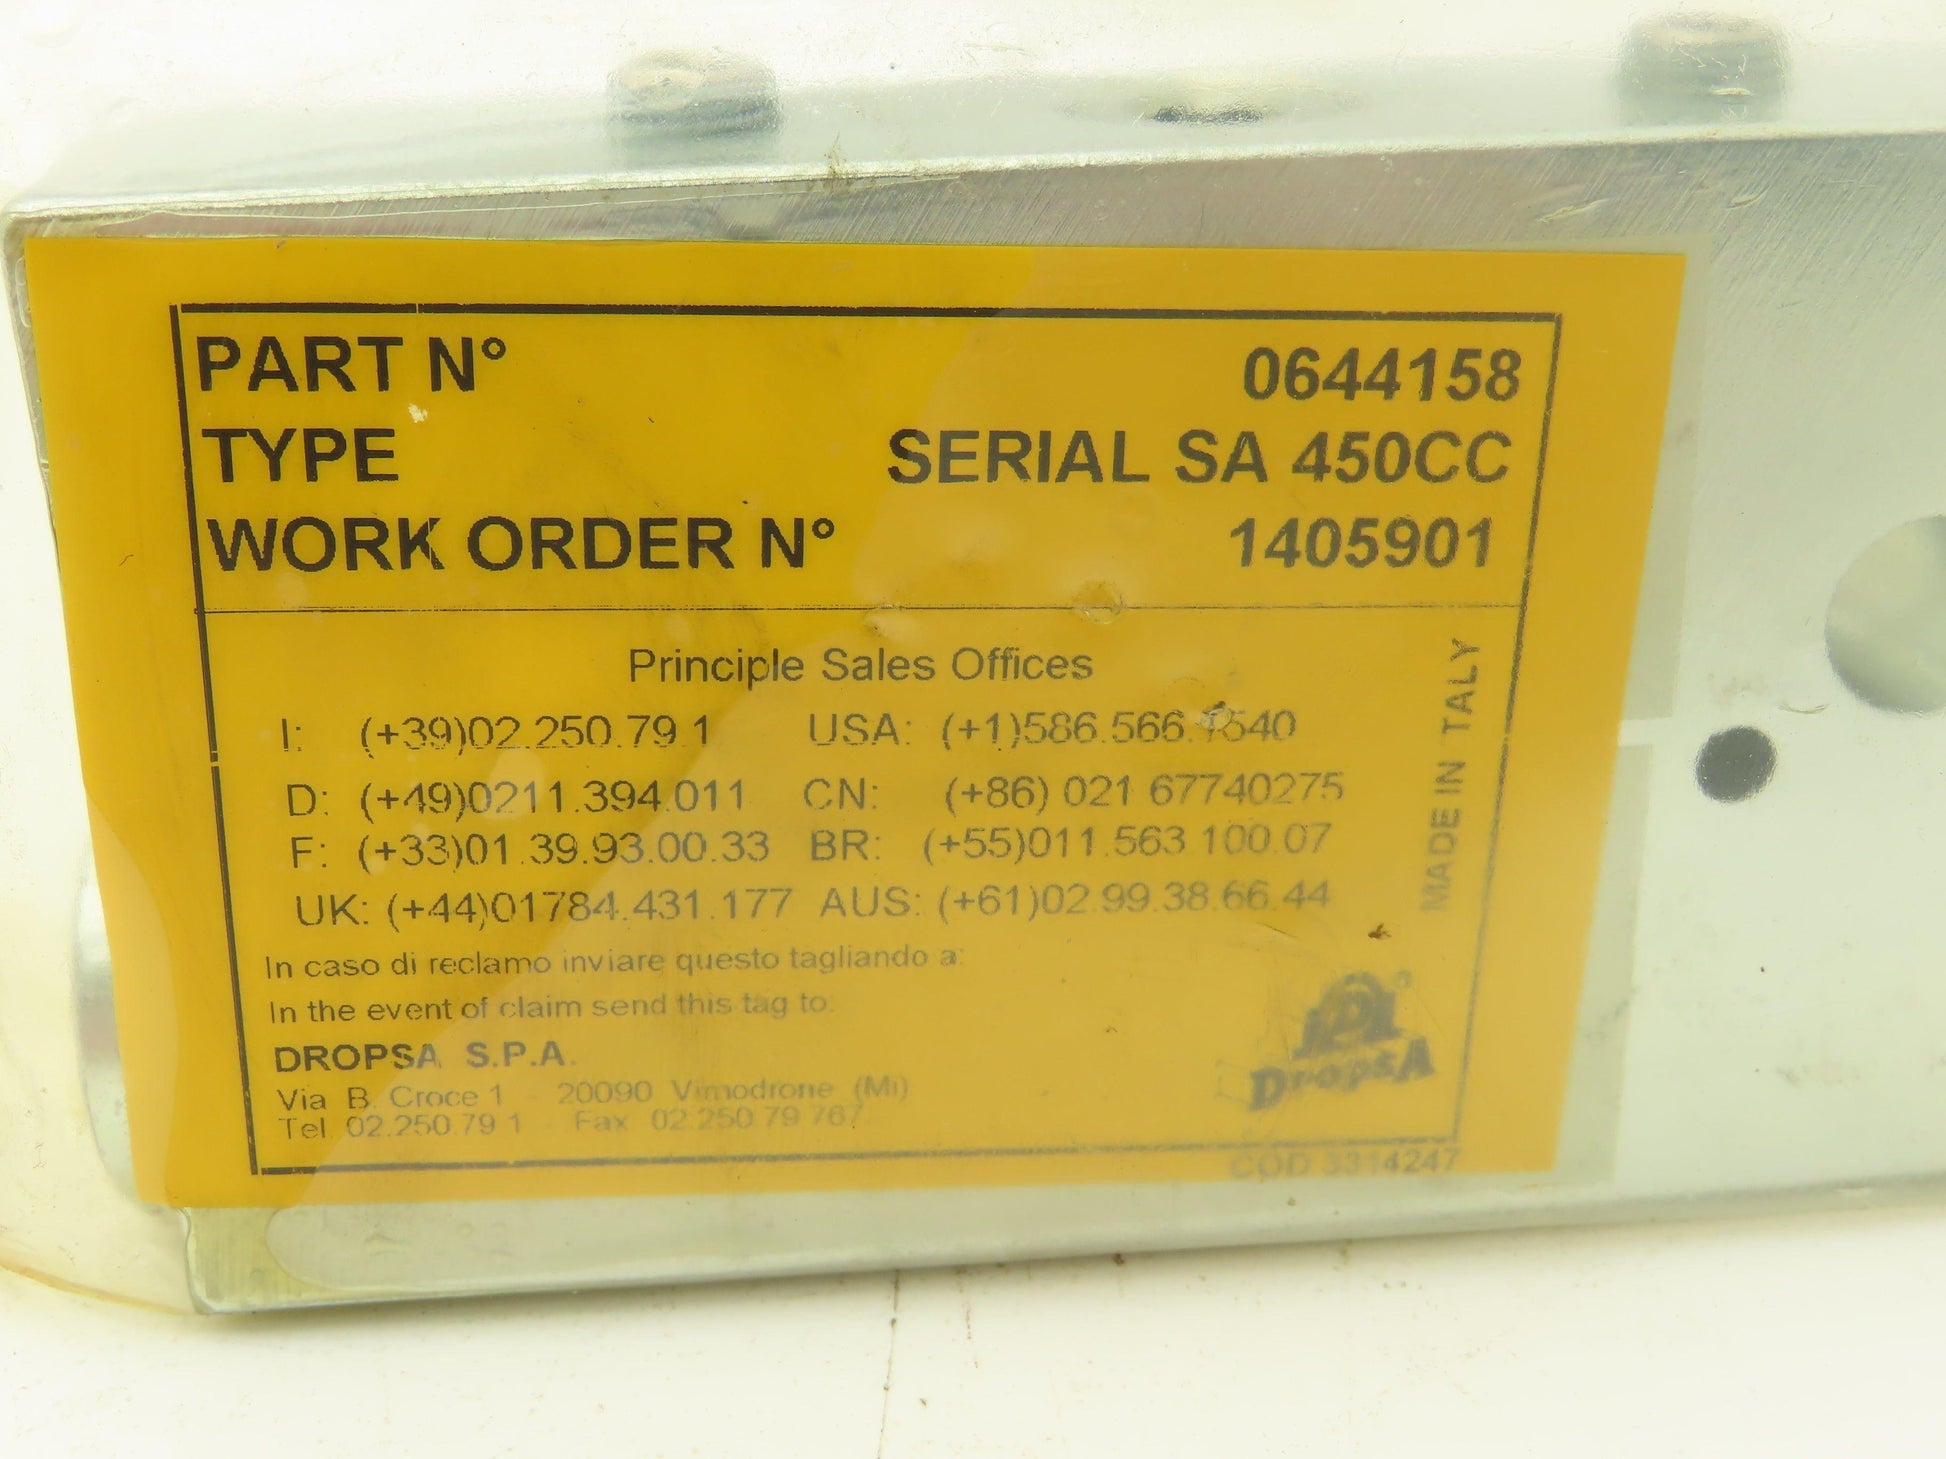 PART N° 0644158
TYPE SERIAL SA 450CC
WORK ORDER N° 1405901
Principle Sales Offices
I: (+39)02.250.79.1 USA: (+1)586.566.1540
D: (+49)0211.394.011 CN: (+86) 021 67740275
F: (+33)01.39.93.00.33 BR: (+55)011.563.100.07
UK: (+44)01784.431.177 AUS: (+61)02.99.38.66.44
MADE IN ITALY
In caso di reclamo inviare questo tagliando a:
In the event of claim send this tag to:
DROPSA S.P.A.
Via B. Croce 1 - 20090 Vimodrone (Mi)
Tel. 02.250.79.1 - Fax 02.250.79.767
DropsA
COD 3314247